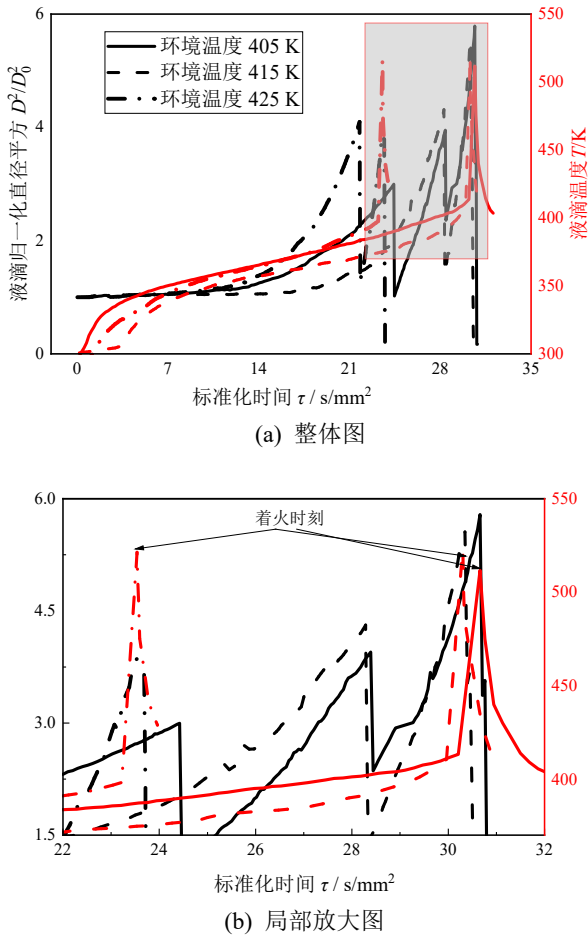 6
4
2
0
550
500
450
400
350
300
环境温度 405 K
环境温度 415 K
环境温度 425 K
液滴归一化直径平方 D²/D₀²
液滴温度T/K
0 7 14 21 28 35
标准化时间 τ / s/mm²
(a) 整体图
6.0
4.5
3.0
1.5
550
500
450
400
着火时刻
22 24 26 28 30 32
标准化时间 τ / s/mm²
(b) 局部放大图